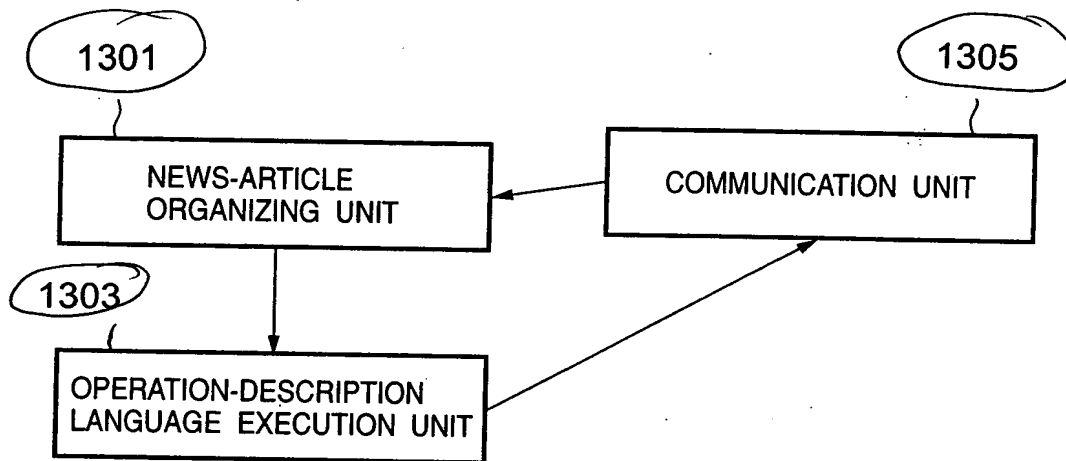 1301
1305
NEWS-ARTICLE
ORGANIZING UNIT
COMMUNICATION UNIT
1303
OPERATION-DESCRIPTION
LANGUAGE EXECUTION UNIT